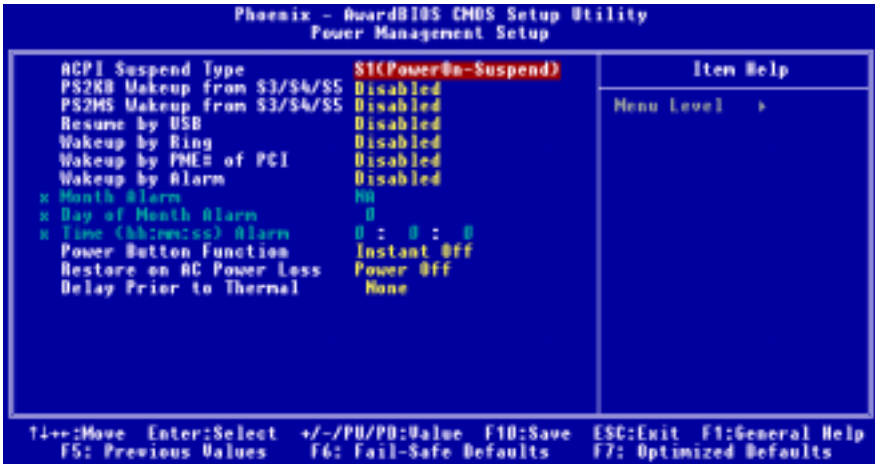 Phoenix - AwardBIOS CMOS Setup Utility
Power Management Setup
ACPI Suspend Type S1(PowerOn-Suspend)
PS2KB Wakeup from S3/S4/S5 Disabled
PS2MS Wakeup from S3/S4/S5 Disabled
Resume by USB Disabled
Wakeup by Ring Disabled
Wakeup by PME# of PCI Disabled
Wakeup by Alarm Disabled
x Month Alarm NA
x Day of Month Alarm 0
x Time (hh:mm:ss) Alarm 0 : 0 : 0
Power Button Function Instant Off
Restore on AC Power Loss Power Off
Delay Prior to Thermal None
Item Help
Menu Level ▸
↑↓←→:Move Enter:Select +/-/PU/PD:Value F10:Save ESC:Exit F1:General Help
F5: Previous Values F6: Fail-Safe Defaults F7: Optimized Defaults